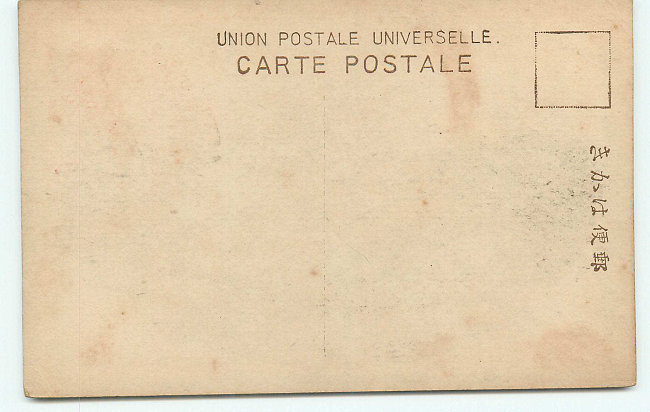 UNION POSTALE UNIVERSELLE.
CARTE POSTALE
郵便はかき